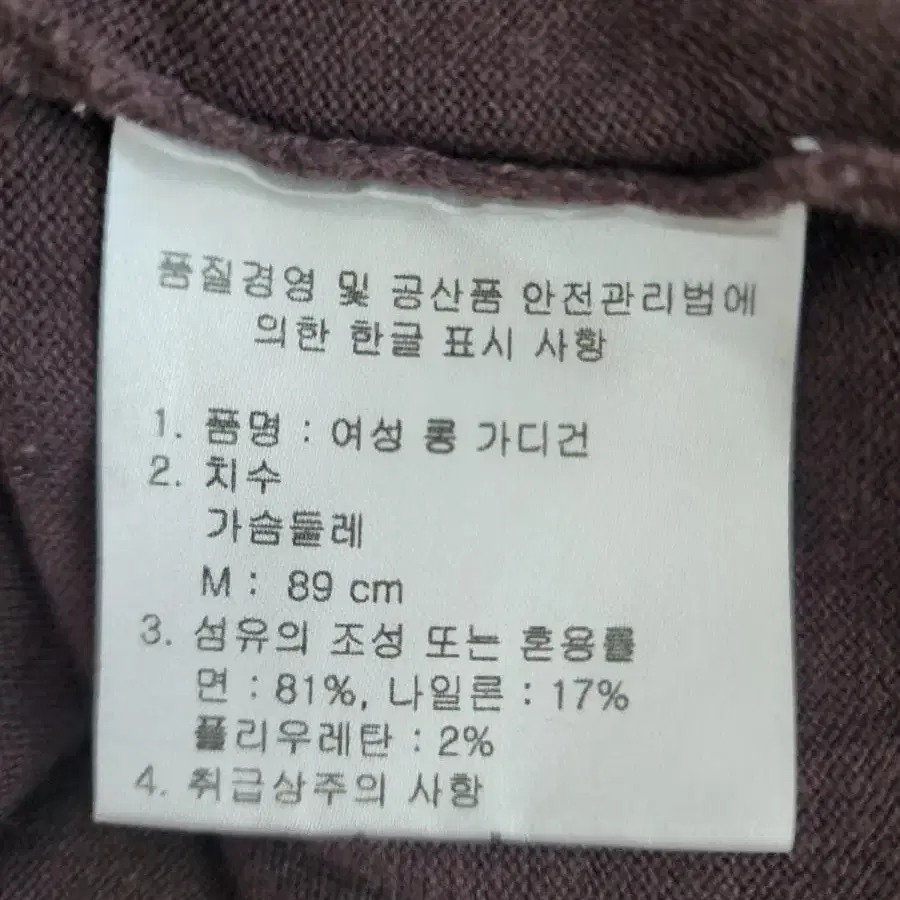 품질경영 및 공산품 안전관리법에
의한 한글 표시 사항
1. 품명 : 여성 롱 가디건
2. 치수
가슴둘레
M : 89 cm
3. 섬유의 조성 또는 혼용률
면 : 81%, 나일론 : 17%
폴리우레탄 : 2%
4. 취급상주의 사항